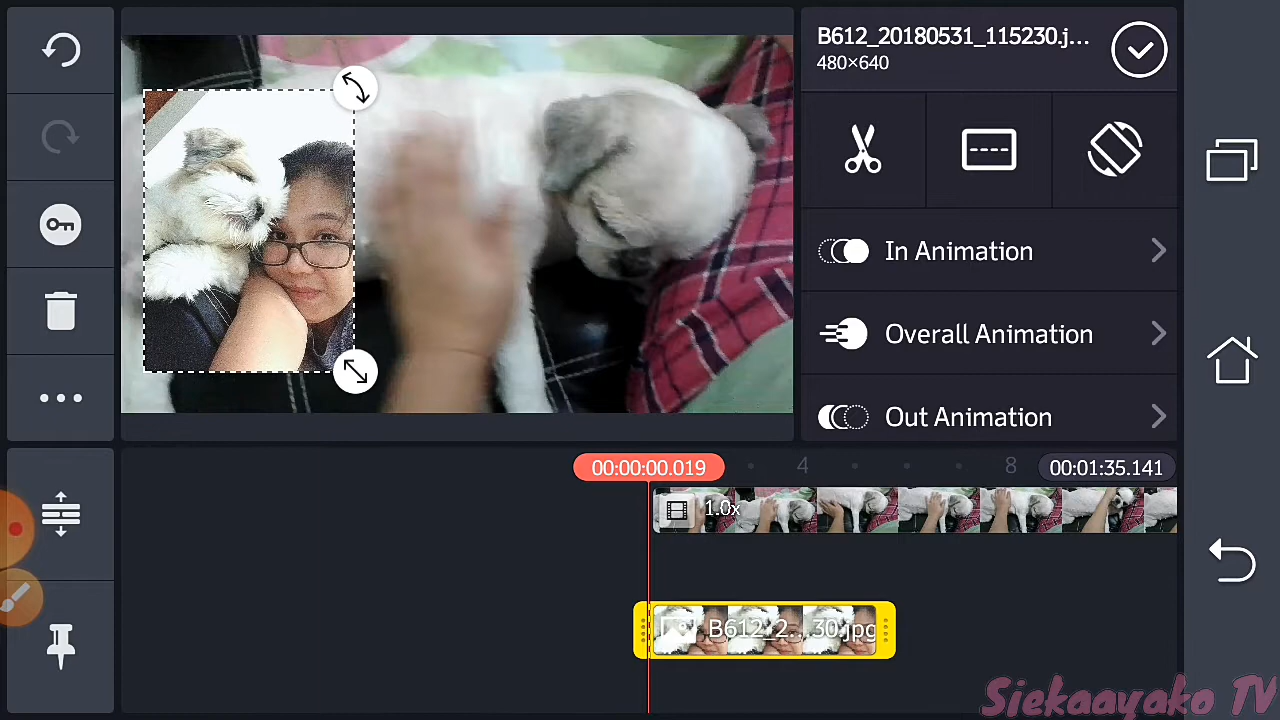 B612_20180531_115230.j...
480×640
In Animation
Overall Animation
Out Animation
00:00:00.019
4
8
00:01:35.141
1.0x
B612_2...30.jpg
Siekaayako TV